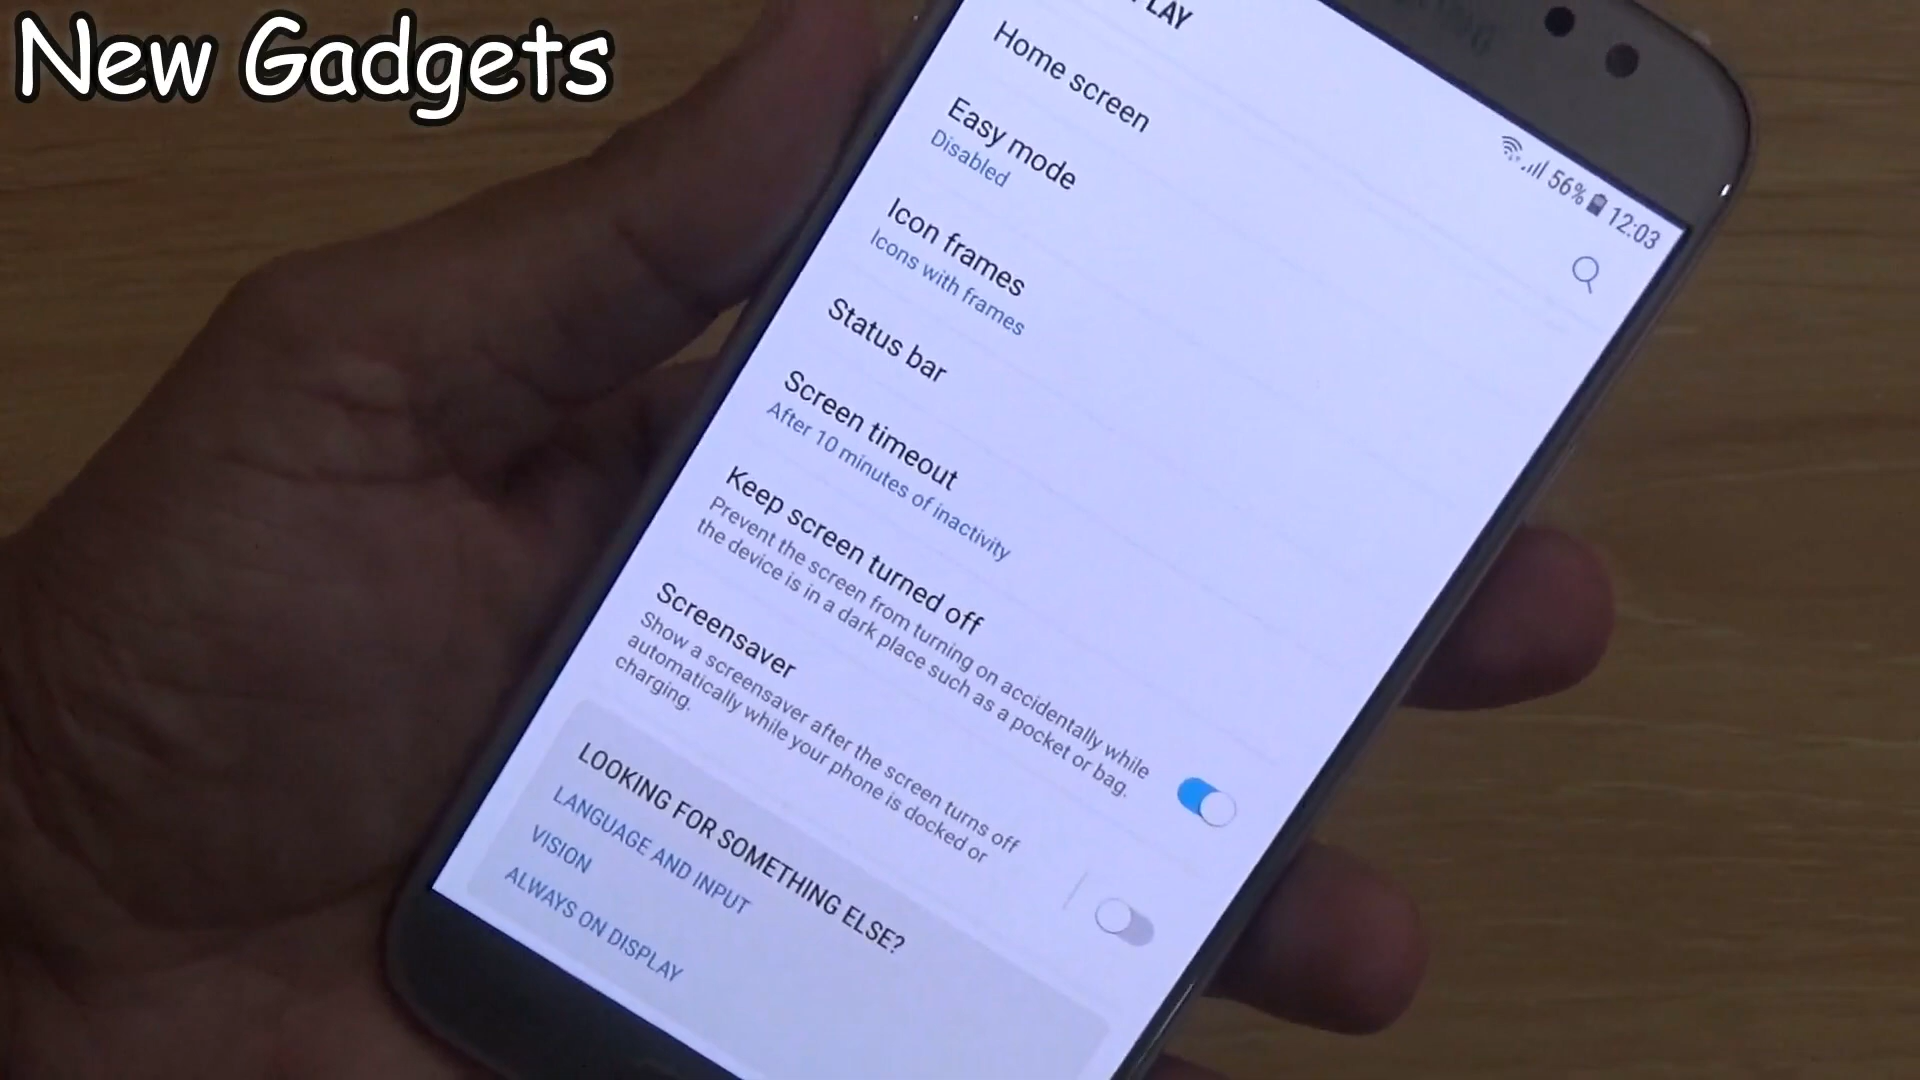 New Gadgets
56% 12:03
Home screen
Easy mode
Disabled
Icon frames
Icons with frames
Status bar
Screen timeout
After 10 minutes of inactivity
Keep screen turned off
Prevent the screen from turning on accidentally while
the device is in a dark place such as a pocket or bag.
Screensaver
Show a screensaver after the screen turns off
automatically while your phone is docked or
charging.
LOOKING FOR SOMETHING ELSE?
LANGUAGE AND INPUT
VISION
ALWAYS ON DISPLAY